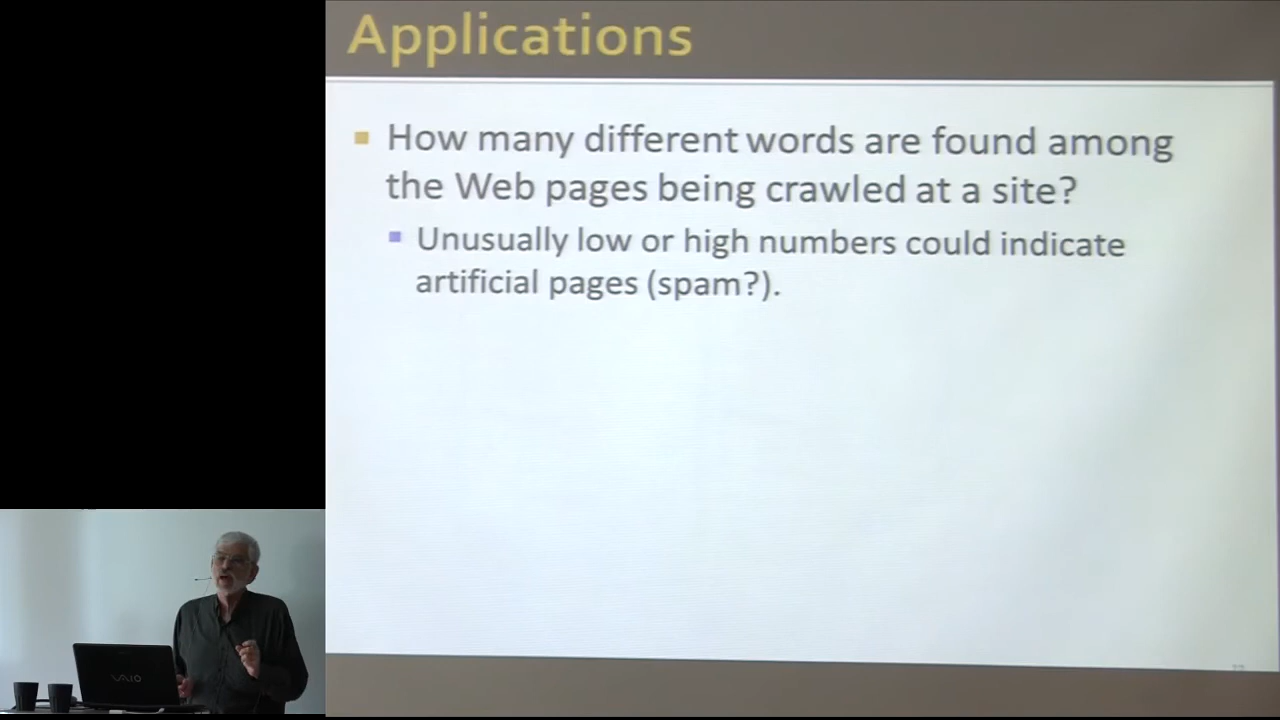 Applications
How many different words are found among
the Web pages being crawled at a site?
Unusually low or high numbers could indicate
artificial pages (spam?).
VAIO